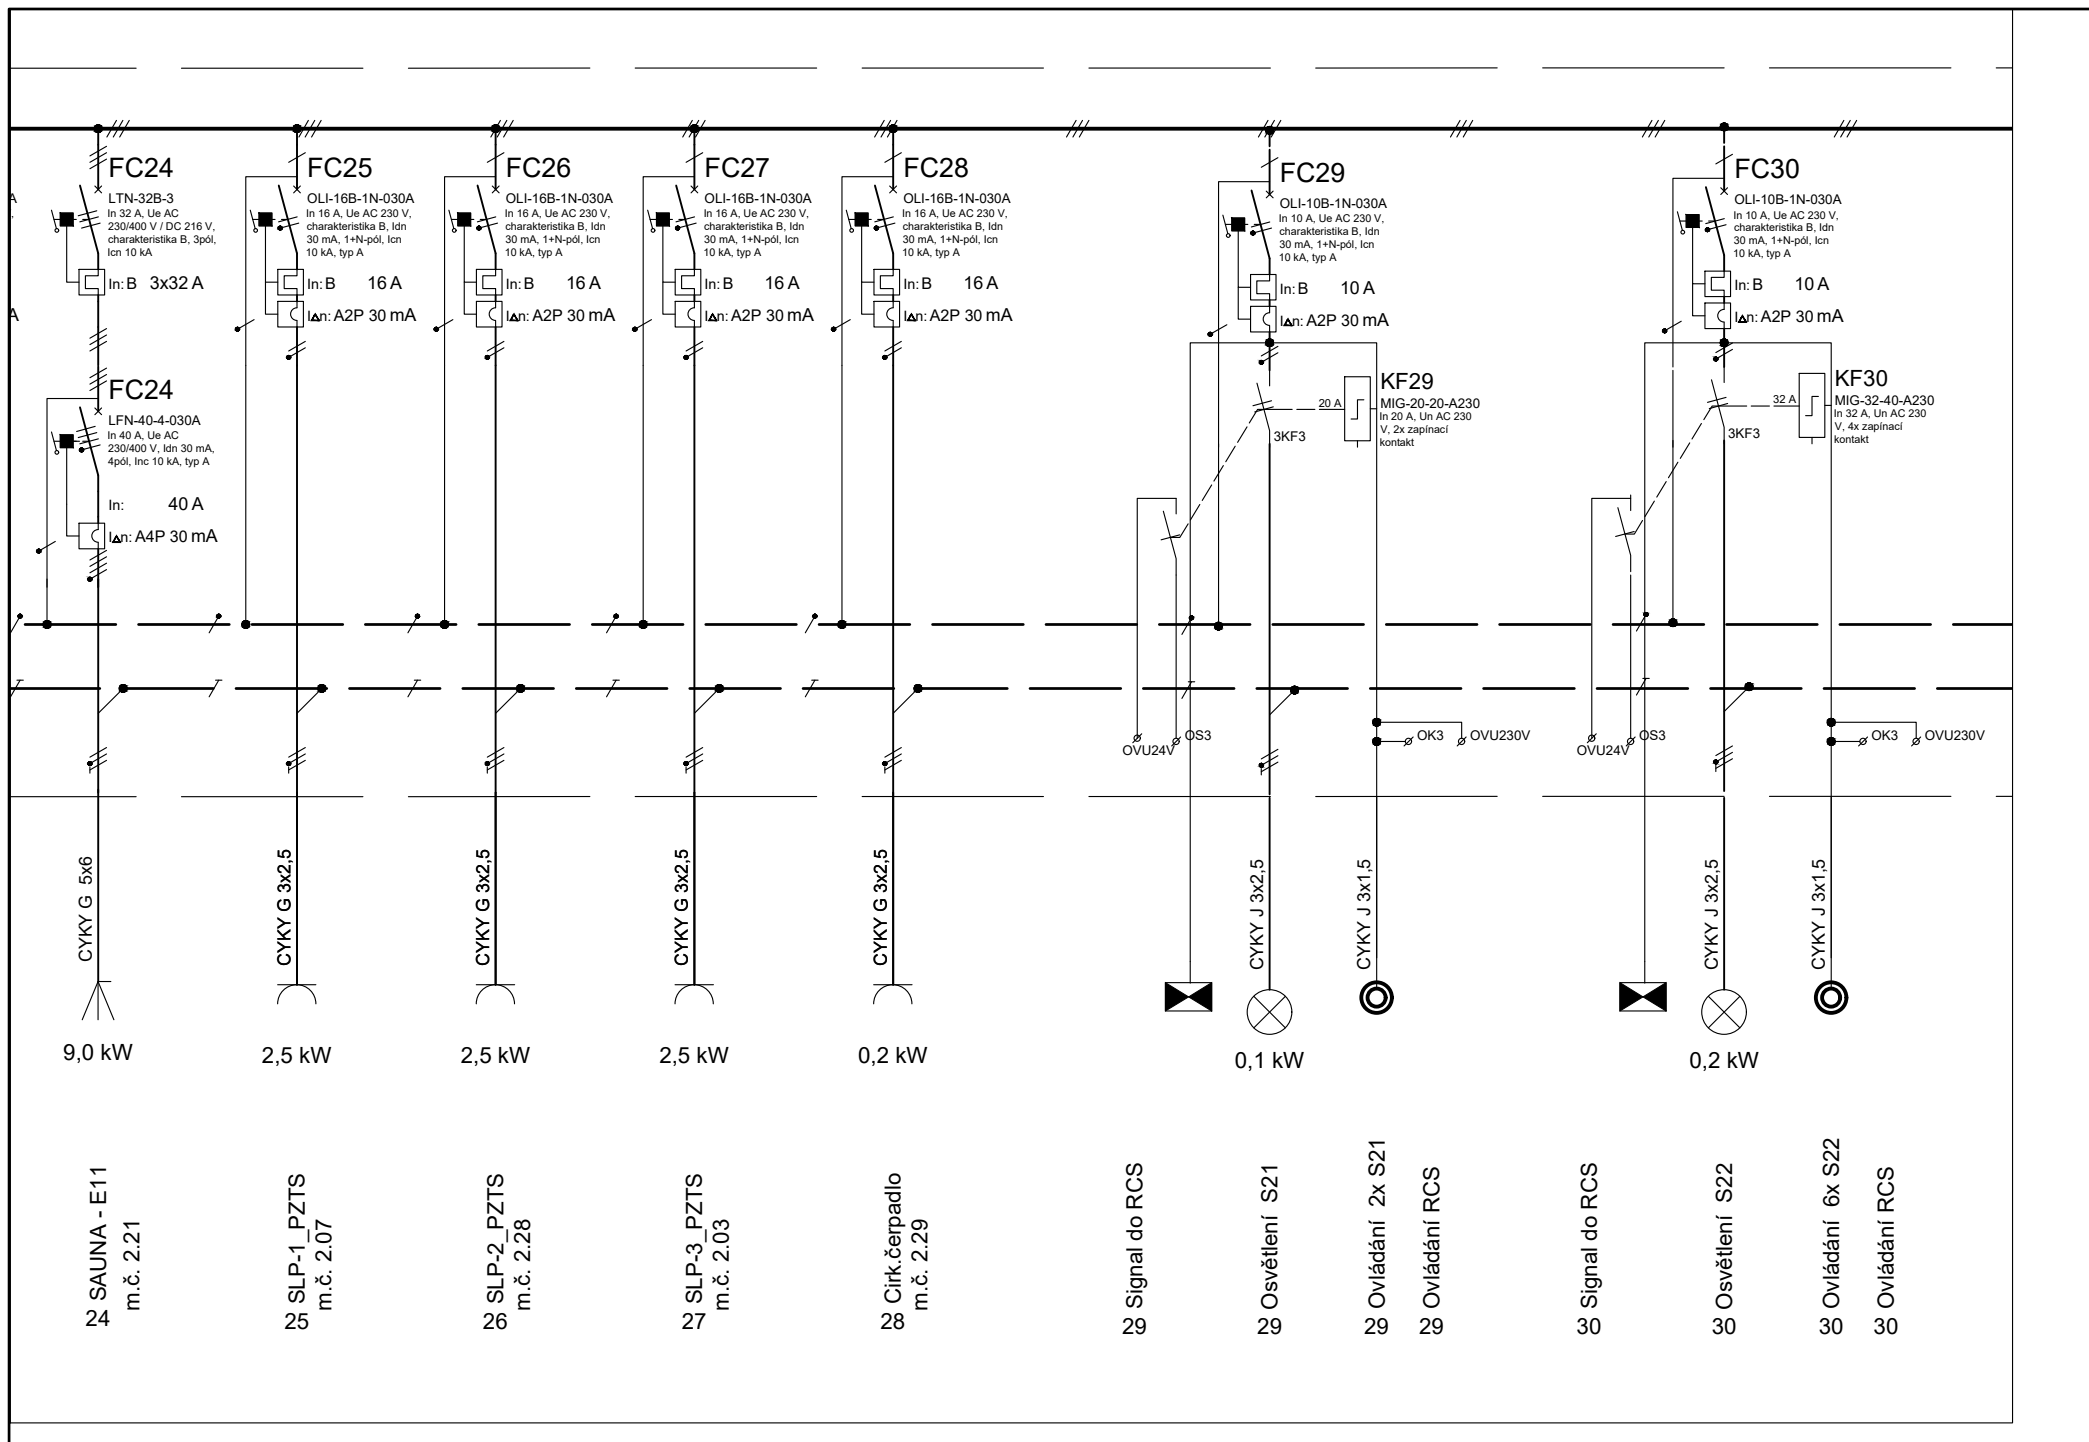 FC24
LTN-32B-3
In 32 A, Ue AC
230/400 V / DC 216 V,
charakteristika B, 3pól,
Icn 10 kA
In: B 3x32 A
FC24
LFN-40-4-030A
In 40 A, Ue AC
230/400 V, Idn 30 mA,
4pól, Inc 10 kA, typ A
In: 40 A
IΔn: A4P 30 mA
CYKY G 5x6
9,0 kW
24 SAUNA - E11
m.č. 2.21
FC25
OLI-16B-1N-030A
In 16 A, Ue AC 230 V,
charakteristika B, Idn
30 mA, 1+N-pól, Icn
10 kA, typ A
In: B 16 A
IΔn: A2P 30 mA
CYKY G 3x2,5
2,5 kW
25 SLP-1_PZTS
m.č. 2.07
FC26
OLI-16B-1N-030A
In 16 A, Ue AC 230 V,
charakteristika B, Idn
30 mA, 1+N-pól, Icn
10 kA, typ A
In: B 16 A
IΔn: A2P 30 mA
CYKY G 3x2,5
2,5 kW
26 SLP-2_PZTS
m.č. 2.28
FC27
OLI-16B-1N-030A
In 16 A, Ue AC 230 V,
charakteristika B, Idn
30 mA, 1+N-pól, Icn
10 kA, typ A
In: B 16 A
IΔn: A2P 30 mA
CYKY G 3x2,5
2,5 kW
27 SLP-3_PZTS
m.č. 2.03
FC28
OLI-16B-1N-030A
In 16 A, Ue AC 230 V,
charakteristika B, Idn
30 mA, 1+N-pól, Icn
10 kA, typ A
In: B 16 A
IΔn: A2P 30 mA
CYKY G 3x2,5
0,2 kW
28 Cirk.čerpadlo
m.č. 2.29
FC29
OLI-10B-1N-030A
In 10 A, Ue AC 230 V,
charakteristika B, Idn
30 mA, 1+N-pól, Icn
10 kA, typ A
In: B 10 A
IΔn: A2P 30 mA
KF29
MIG-20-20-A230
In 20 A, Un AC 230
V, 2x zapínací
kontakt
20 A
3KF3
OVU24V
OS3
OK3
OVU230V
CYKY J 3x2,5
CYKY J 3x1,5
0,1 kW
29 Signal do RCS
29 Osvětlení S21
29 Ovládání 2x S21
29 Ovládání RCS
FC30
OLI-10B-1N-030A
In 10 A, Ue AC 230 V,
charakteristika B, Idn
30 mA, 1+N-pól, Icn
10 kA, typ A
In: B 10 A
IΔn: A2P 30 mA
KF30
MIG-32-40-A230
In 32 A, Un AC 230
V, 4x zapínací
kontakt
32 A
3KF3
OVU24V
OS3
OK3
OVU230V
CYKY J 3x2,5
CYKY J 3x1,5
0,2 kW
30 Signal do RCS
30 Osvětlení S22
30 Ovládání 6x S22
30 Ovládání RCS